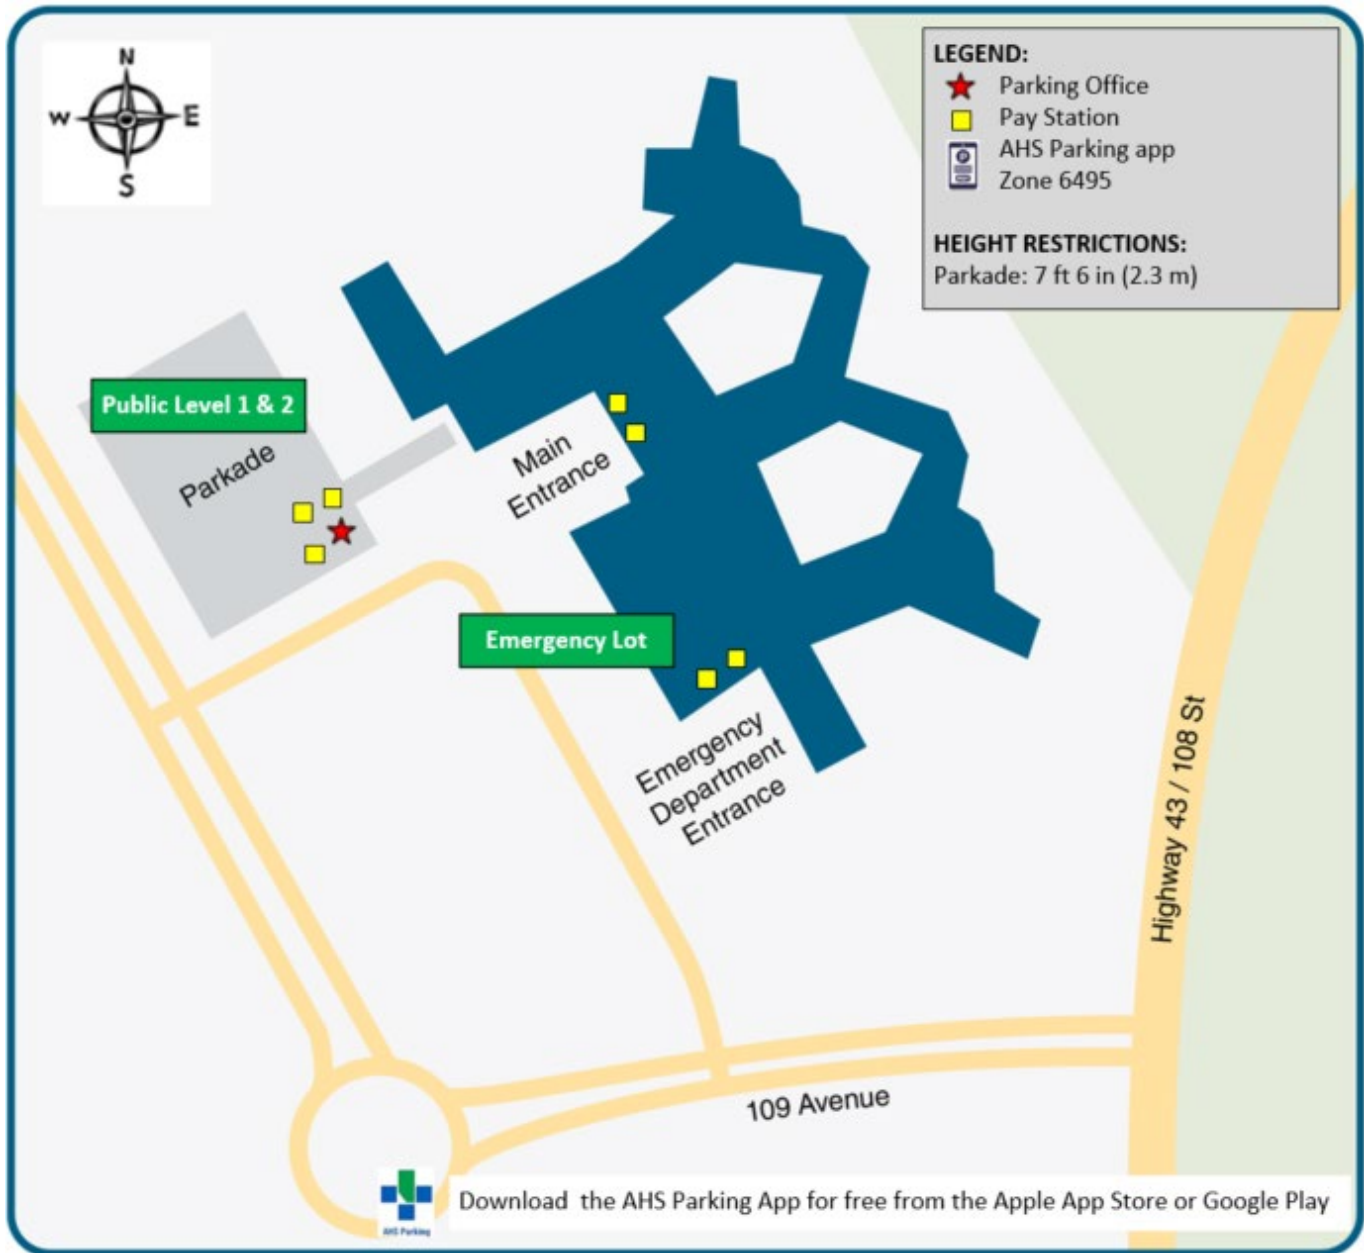 N
W E
S
LEGEND:
Parking Office
Pay Station
AHS Parking app
Zone 6495
HEIGHT RESTRICTIONS:
Parkade: 7 ft 6 in (2.3 m)
Public Level 1 & 2
Parkade
Main
Entrance
Emergency Lot
Emergency
Department
Entrance
Highway 43 / 108 St
109 Avenue
AHS Parking
Download the AHS Parking App for free from the Apple App Store or Google Play